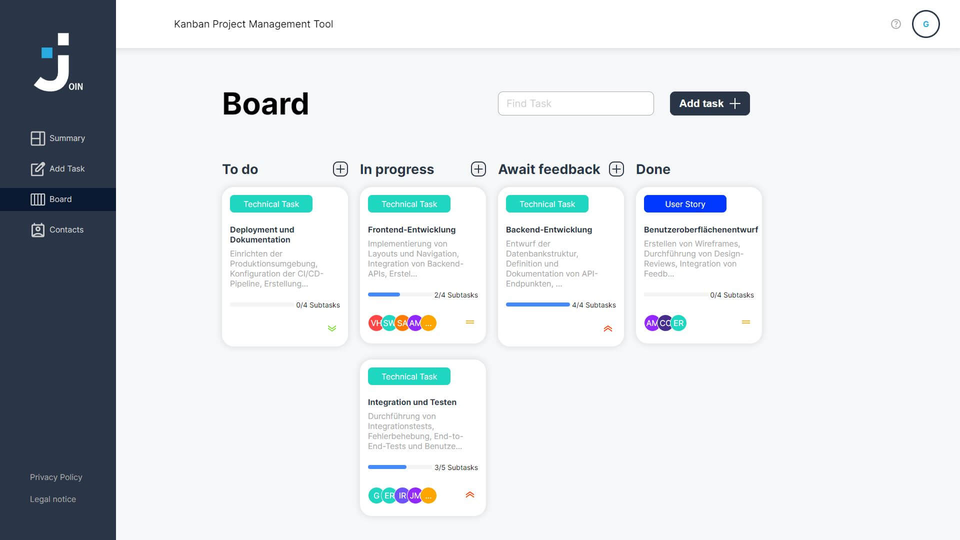 Kanban Project Management Tool
G
JOIN
Summary
Add Task
Board
Contacts
Privacy Policy
Legal notice
Board
Find Task
Add task
To do
Technical Task
Deployment und
Dokumentation
Einrichten der
Produktionsumgebung,
Konfiguration der CI/CD-
Pipeline, Erstellung...
0/4 Subtasks
In progress
Technical Task
Frontend-Entwicklung
Implementierung von
Layouts und Navigation,
Integration von Backend-
APIs, Erstel...
2/4 Subtasks
VH SW SA AM ...
Technical Task
Integration und Testen
Durchführung von
Integrationstests,
Fehlerbehebung, End-to-
End-Tests und Benutze...
3/5 Subtasks
G ER IR JM ...
Await feedback
Technical Task
Backend-Entwicklung
Entwurf der
Datenbankstruktur,
Definition und
Dokumentation von API-
Endpunkten, ...
4/4 Subtasks
Done
User Story
Benutzeroberflächenentwurf
Erstellen von Wireframes,
Durchführung von Design-
Reviews, Integration von
Feedb...
0/4 Subtasks
AM CO ER